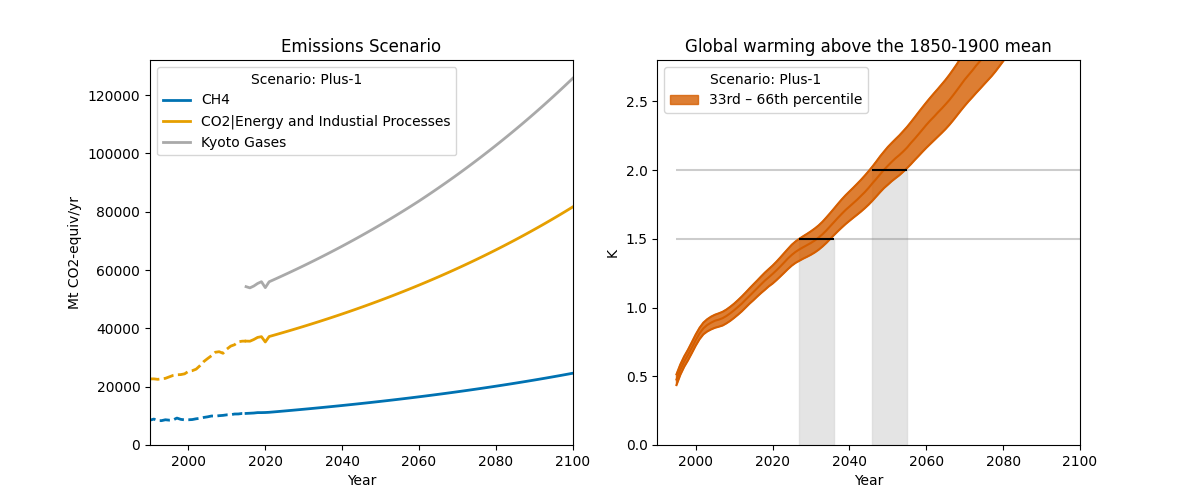 Emissions Scenario
Scenario: Plus-1
CH4
CO2|Energy and Industial Processes
Kyoto Gases
Mt CO2-equiv/yr
120000
100000
80000
60000
40000
20000
0
2000 2020 2040 2060 2080 2100
Year
Global warming above the 1850-1900 mean
Scenario: Plus-1
33rd – 66th percentile
K
2.5
2.0
1.5
1.0
0.5
0.0
2000 2020 2040 2060 2080 2100
Year